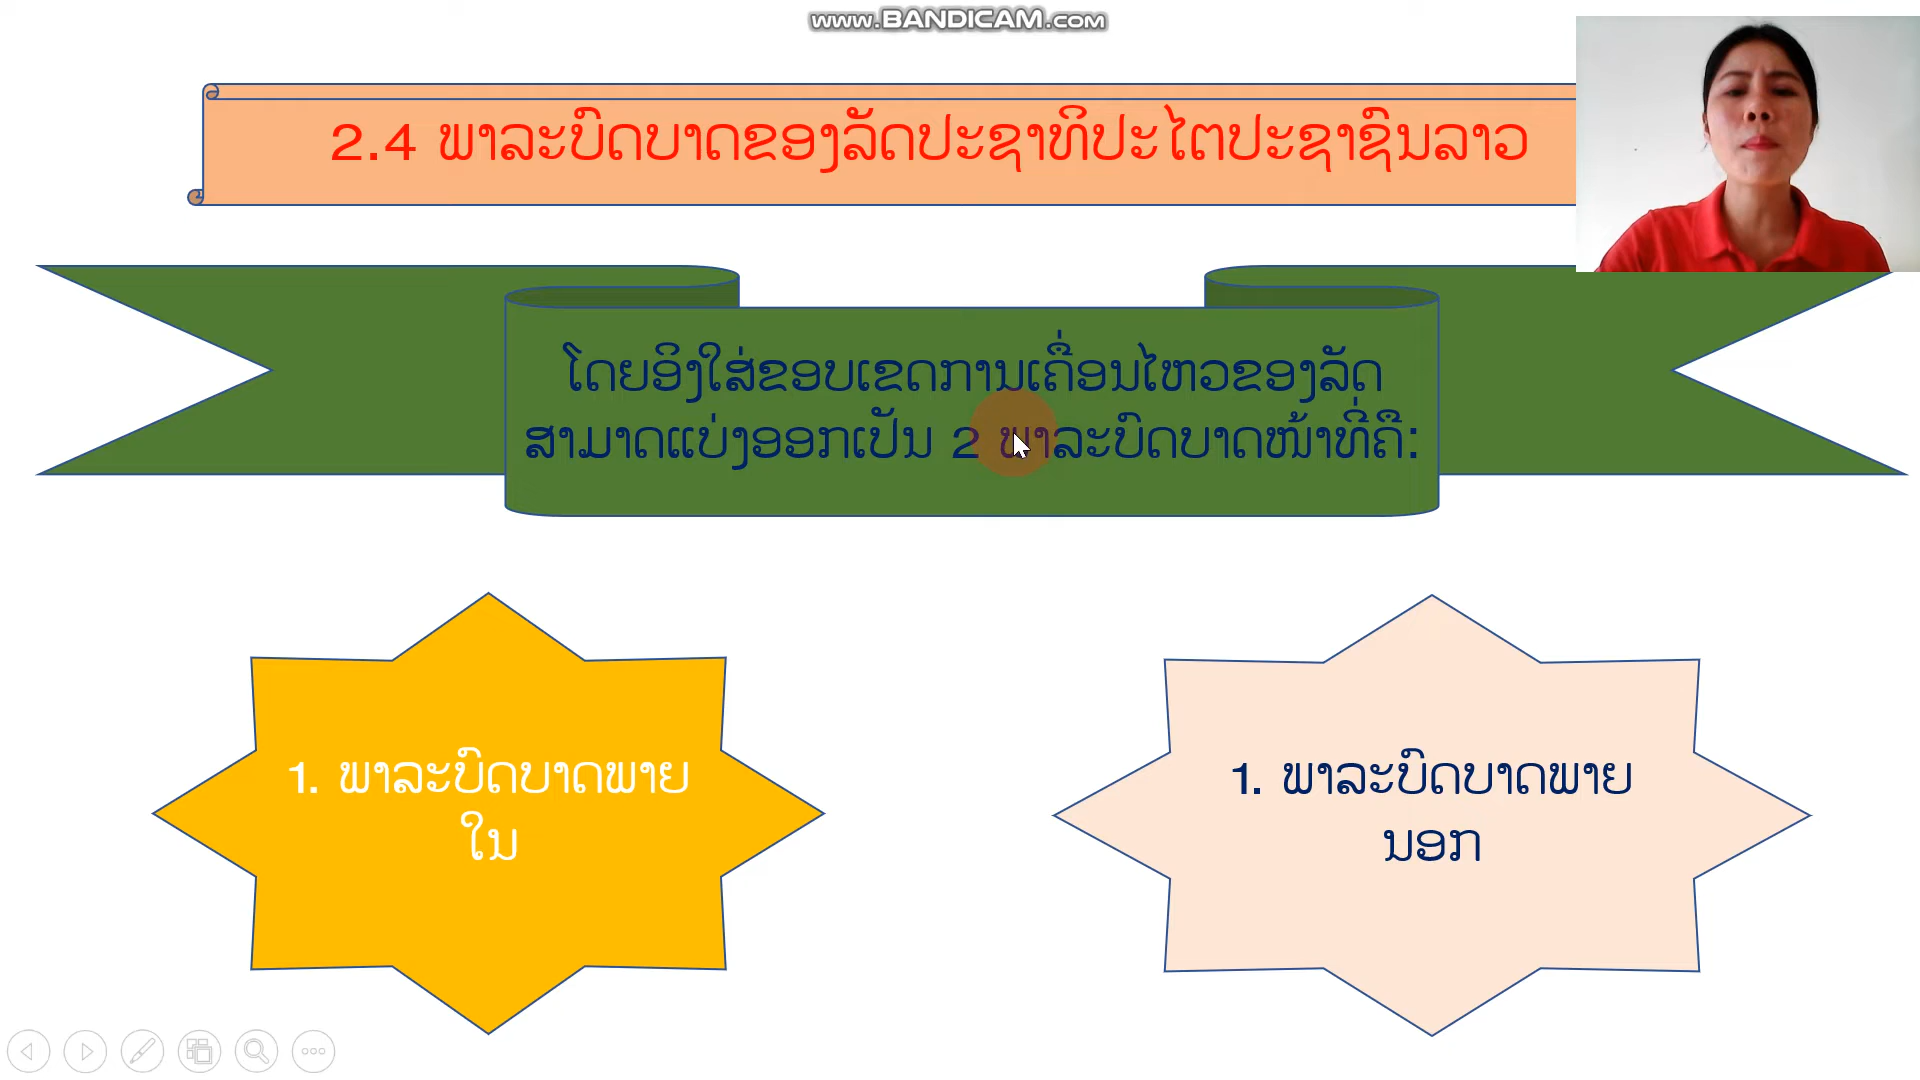 www.BANDICAM.com
2.4 ພາລະບົດບາດຂອງລັດປະຊາທິປະໄຕປະຊາຊົນລາວ
ໂດຍອິງໃສ່ຂອບເຂດການເຄື່ອນໄຫວຂອງລັດ
ສາມາດແບ່ງອອກເປັນ 2 ພາລະບົດບາດໜ້າທີ່ຄື:
1. ພາລະບົດບາດພາຍ
ໃນ
1. ພາລະບົດບາດພາຍ
ນອກ